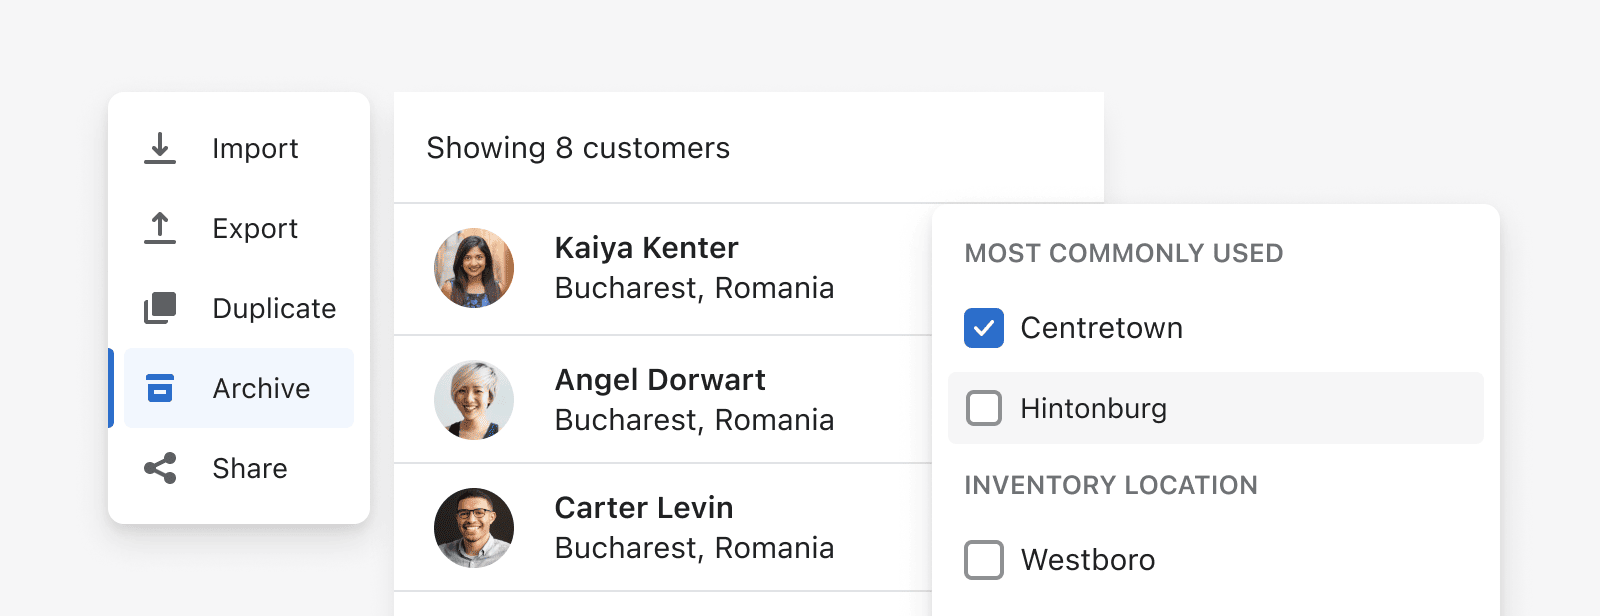 Import
Export
Duplicate
Archive
Share
Showing 8 customers
Kaiya Kenter
Bucharest, Romania
Angel Dorwart
Bucharest, Romania
Carter Levin
Bucharest, Romania
MOST COMMONLY USED
Centretown
Hintonburg
INVENTORY LOCATION
Westboro